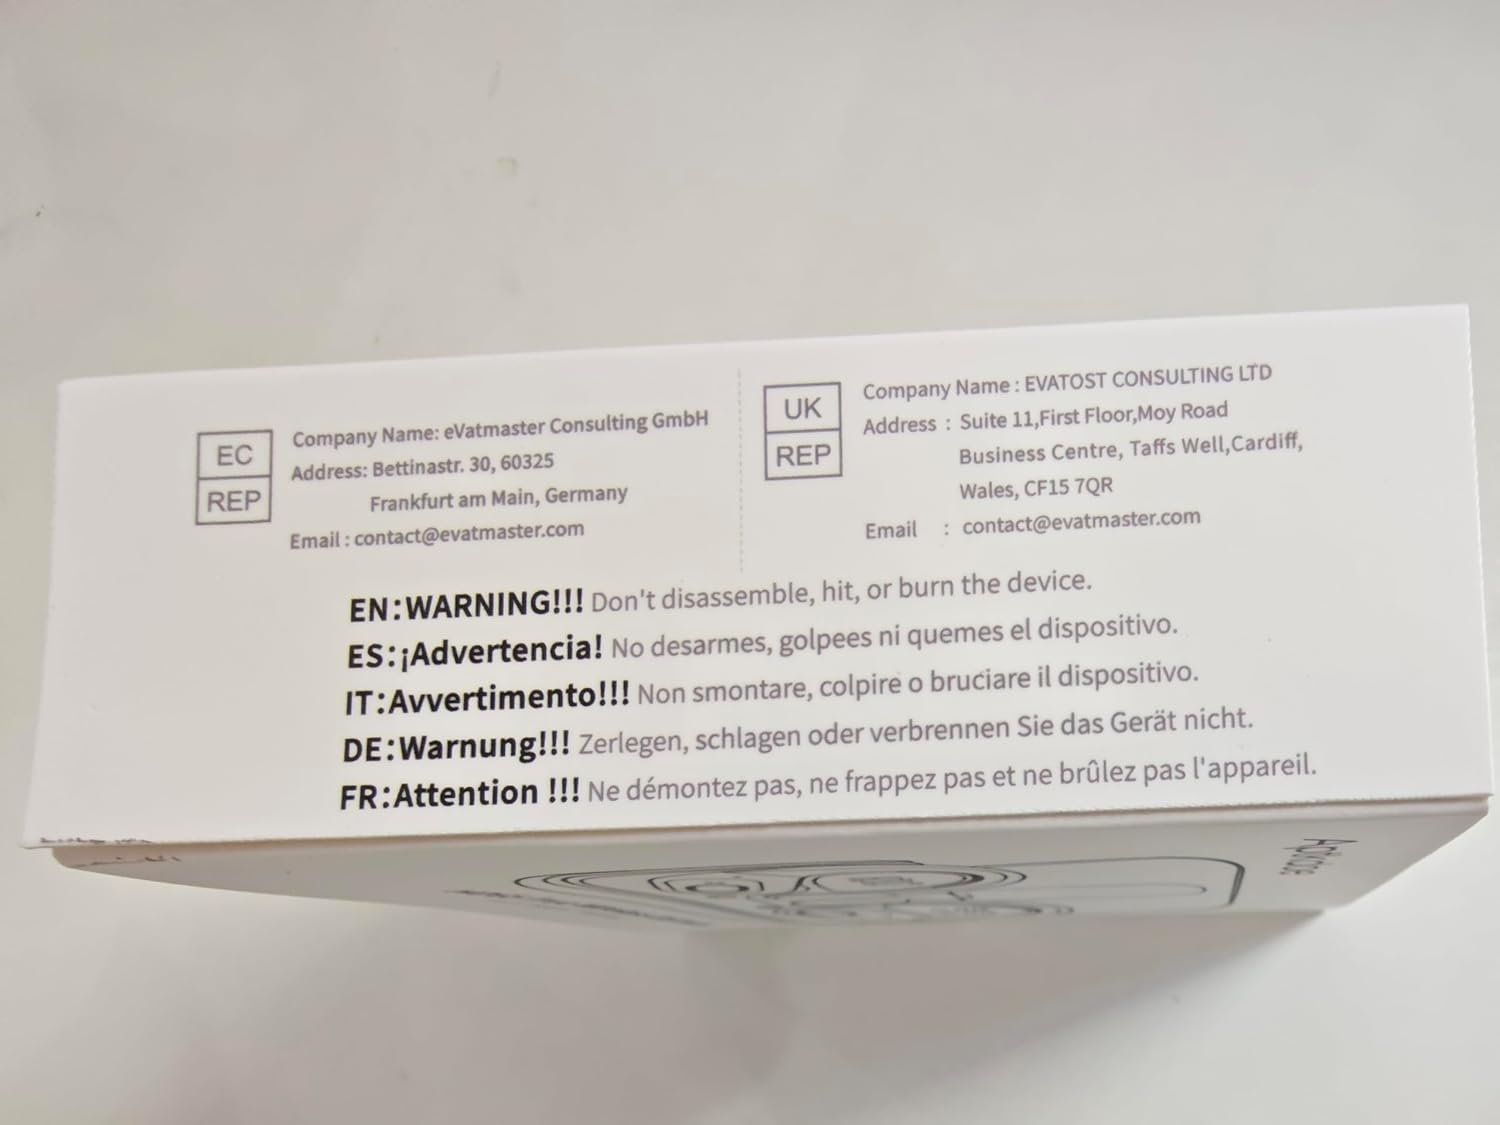 EC
REP
Company Name: eVatmaster Consulting GmbH
Address: Bettinastr. 30, 60325
Frankfurt am Main, Germany
Email : contact@evatmaster.com
UK
REP
Company Name : EVATOST CONSULTING LTD
Address : Suite 11,First Floor,Moy Road
Business Centre, Taffs Well,Cardiff,
Wales, CF15 7QR
Email : contact@evatmaster.com
EN:WARNING!!! Don't disassemble, hit, or burn the device.
ES:¡Advertencia! No desarmes, golpees ni quemes el dispositivo.
IT:Avvertimento!!! Non smontare, colpire o bruciare il dispositivo.
DE:Warnung!!! Zerlegen, schlagen oder verbrennen Sie das Gerät nicht.
FR:Attention !!! Ne démontez pas, ne frappez pas et ne brûlez pas l'appareil.